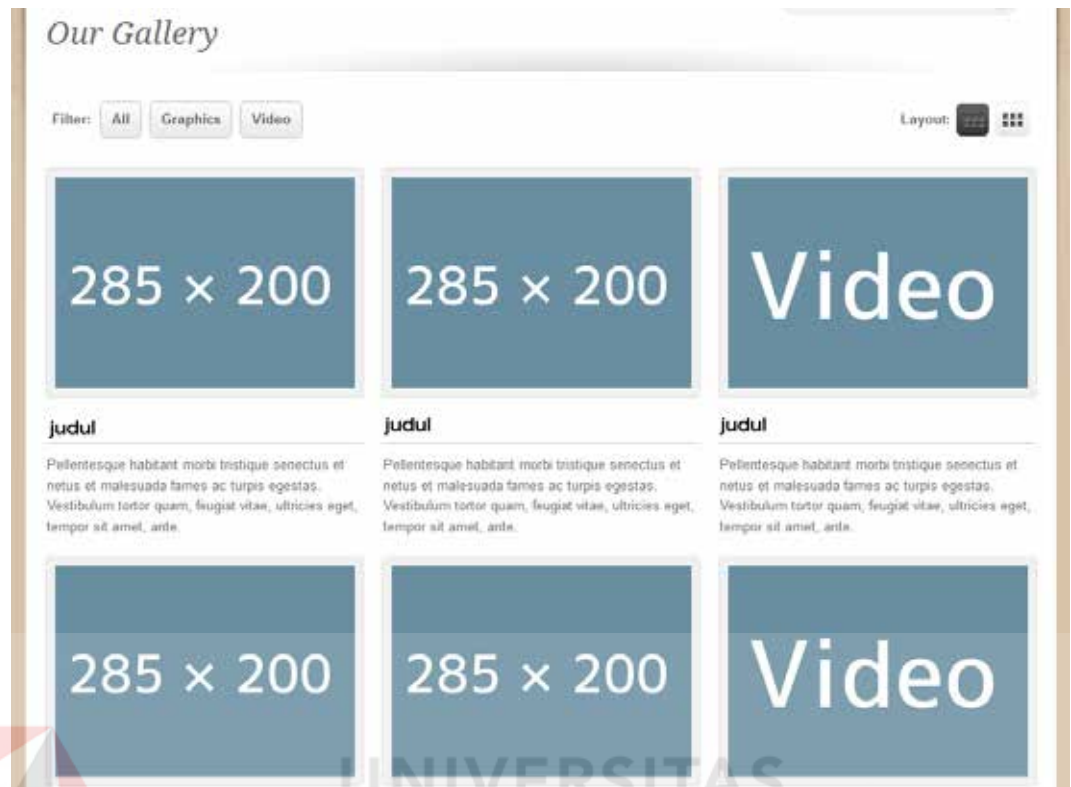 Our Gallery
Filter: All Graphics Video Layout:
285 × 200 285 × 200 Video
judul judul judul
Pellentesque habitant morbi tristique senectus et
netus et malesuada fames ac turpis egestas.
Vestibulum tortor quam, feugiat vitae, ultricies eget,
tempor sit amet, ante.
Pellentesque habitant morbi tristique senectus et
netus et malesuada fames ac turpis egestas.
Vestibulum tortor quam, feugiat vitae, ultricies eget,
tempor sit amet, ante.
Pellentesque habitant morbi tristique senectus et
netus et malesuada fames ac turpis egestas.
Vestibulum tortor quam, feugiat vitae, ultricies eget,
tempor sit amet, ante.
285 × 200 285 × 200 Video
UNIVERSITAS